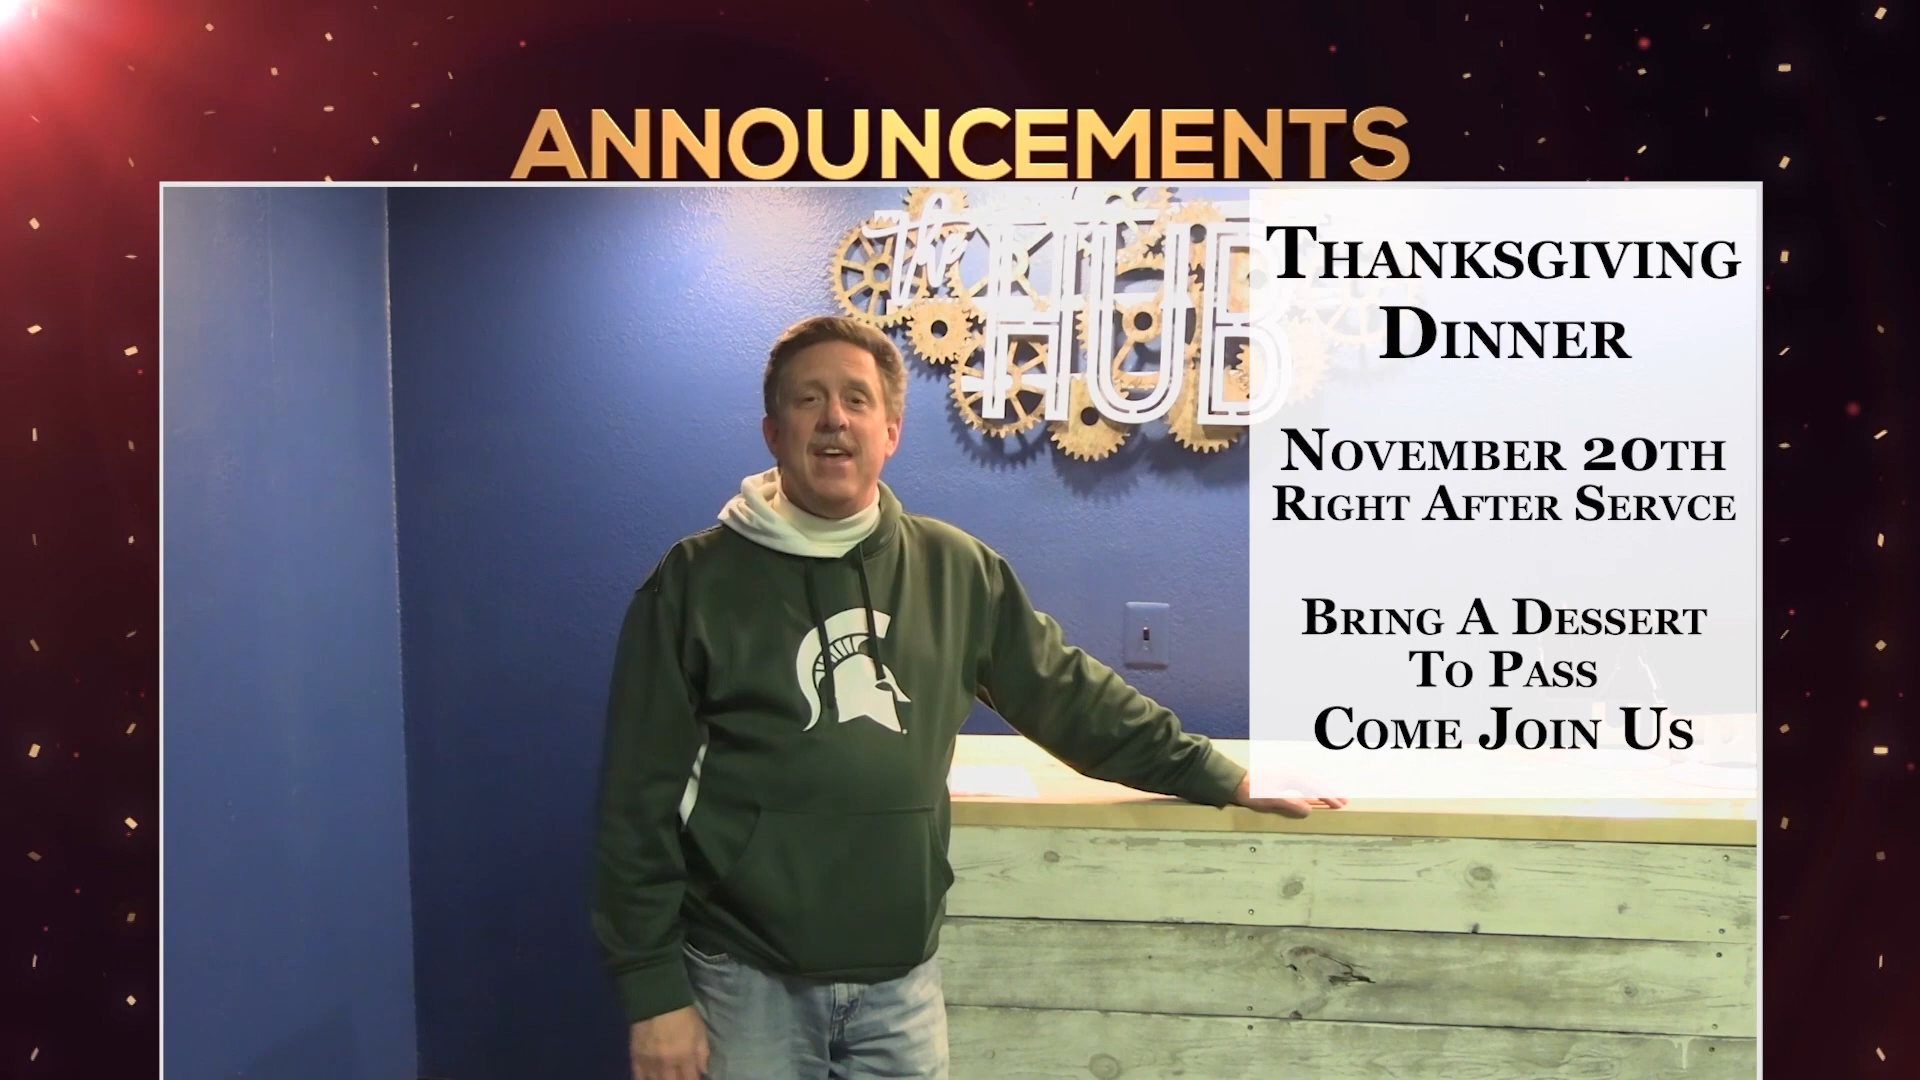 ANNOUNCEMENTS
the
HUB
Thanksgiving
Dinner
November 20th
Right After Servce
Bring A Dessert
To Pass
Come Join Us